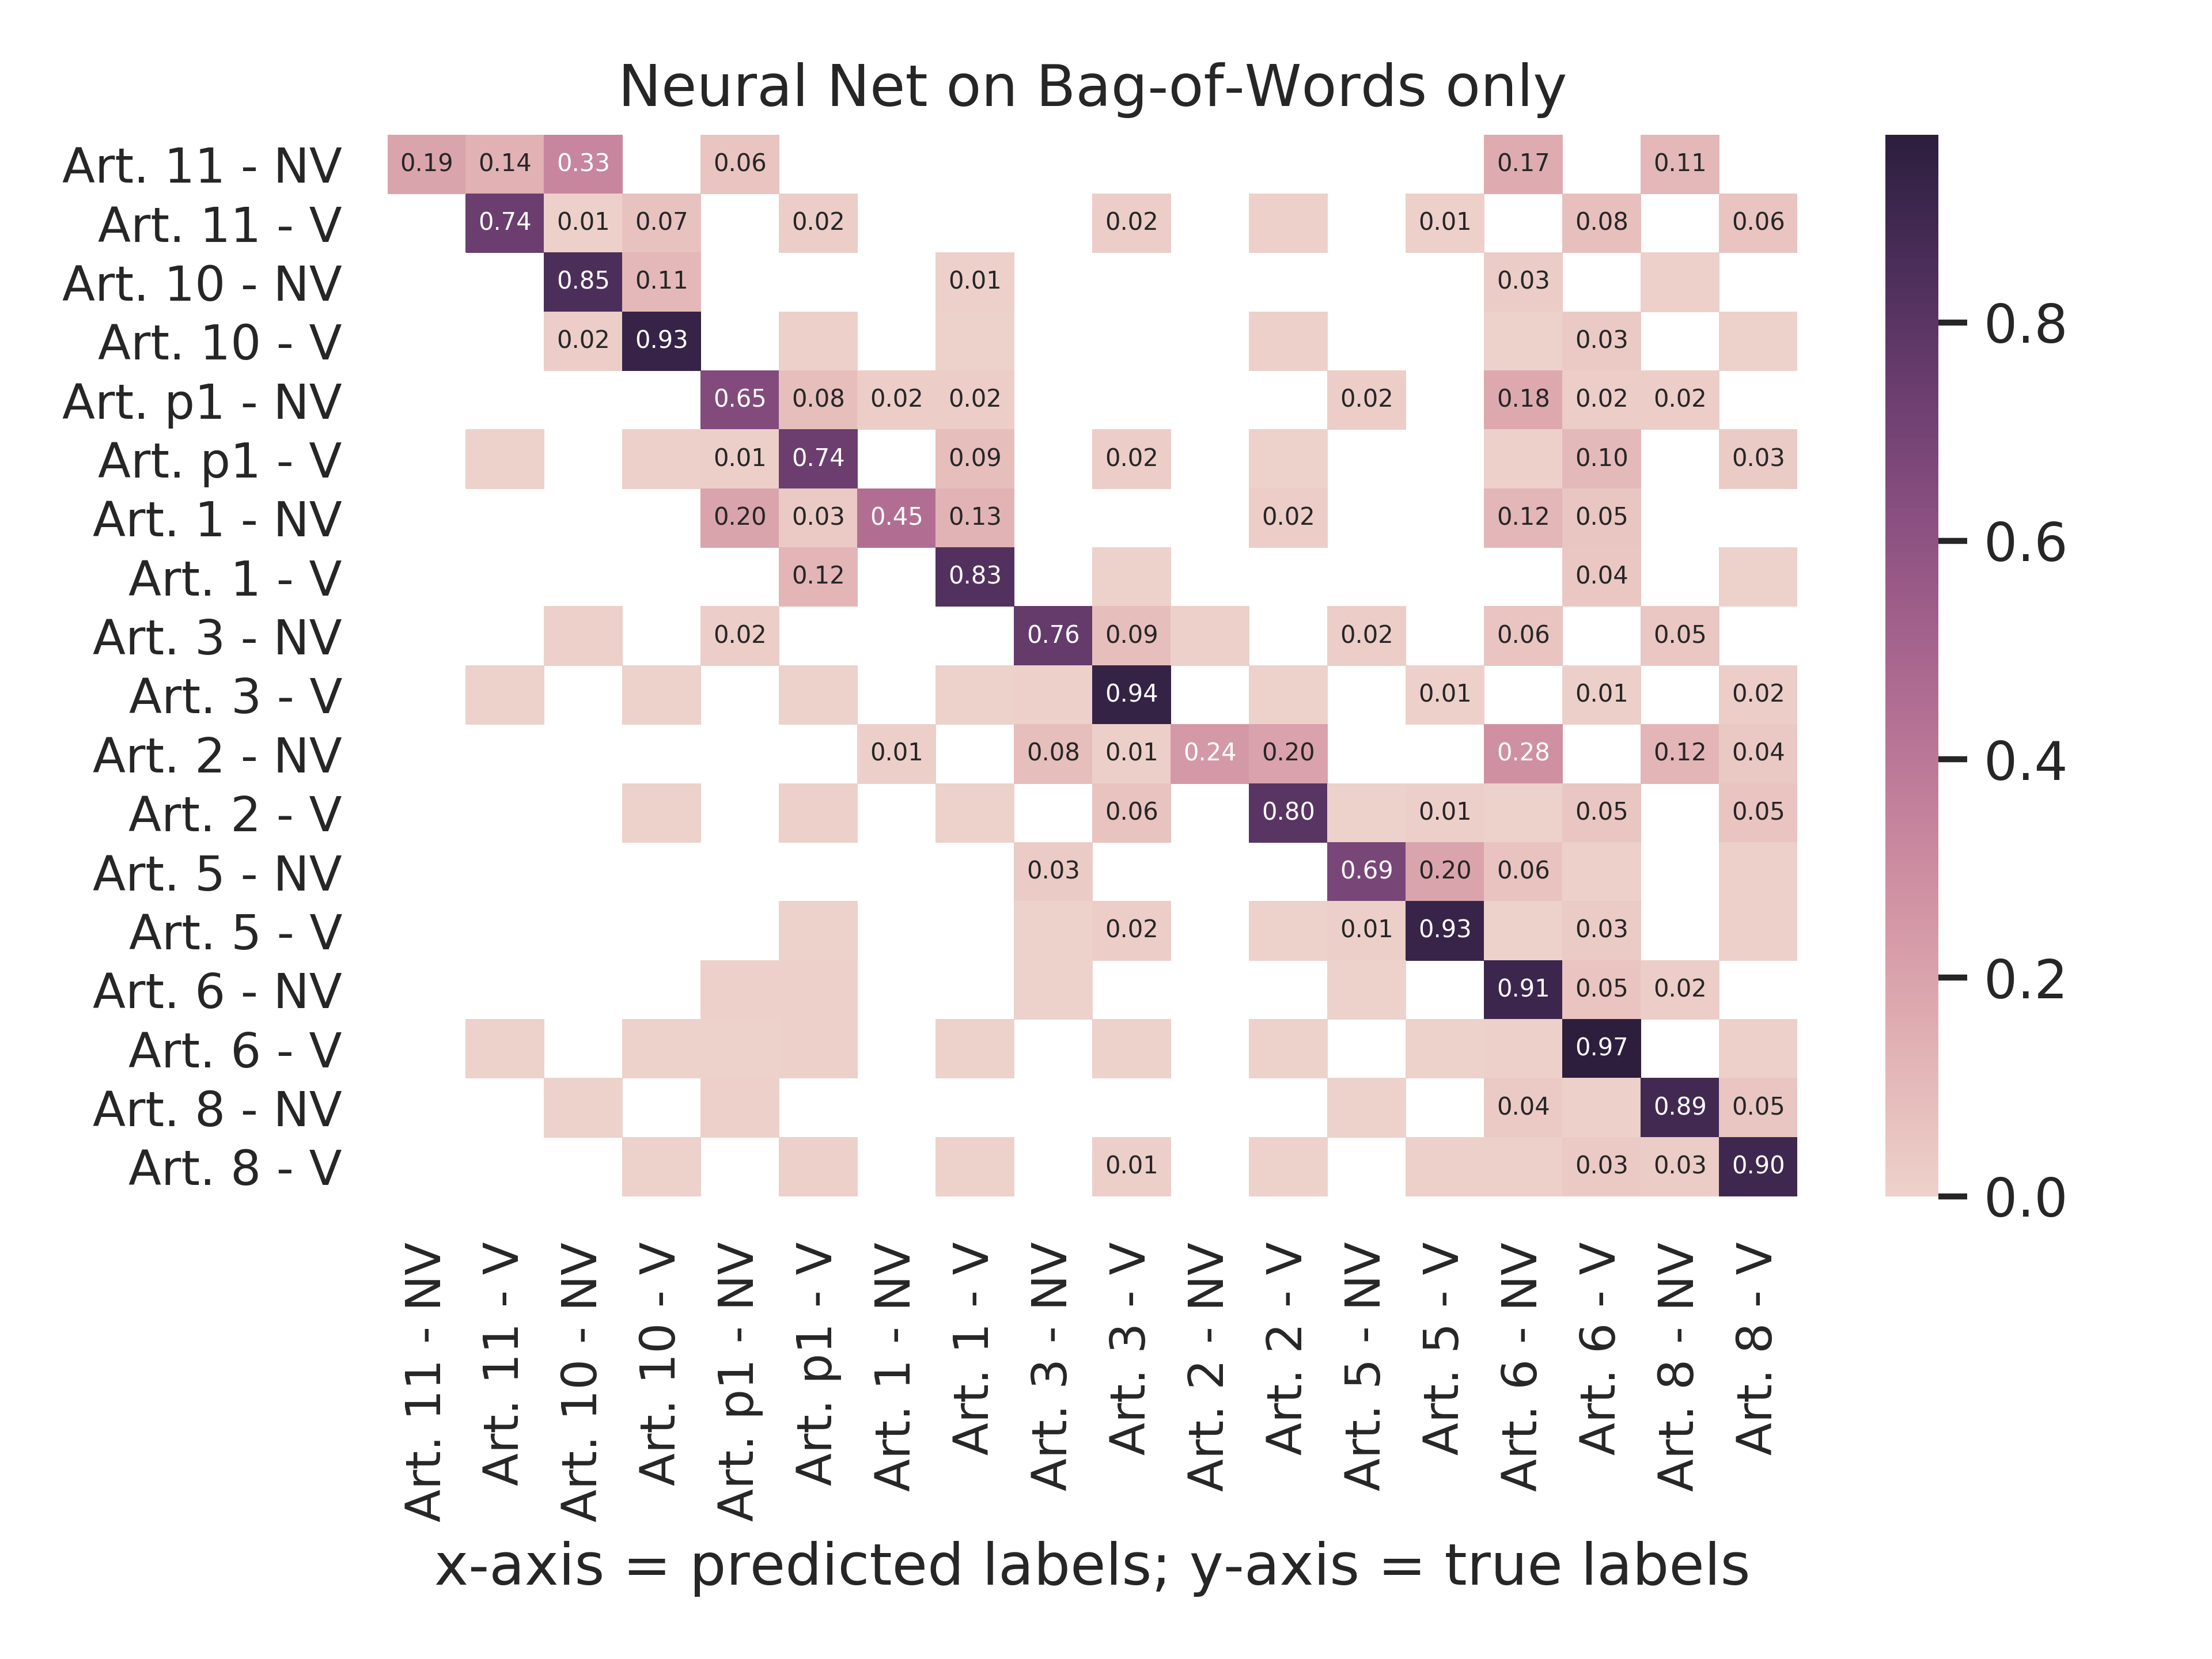 Neural Net on Bag-of-Words only
Art. 11 - NV 0.19 0.14 0.33 0.06 0.17 0.11
Art. 11 - V 0.74 0.01 0.07 0.02 0.02 0.01 0.08 0.06
Art. 10 - NV 0.85 0.11 0.01 0.03
Art. 10 - V 0.02 0.93 0.03
Art. p1 - NV 0.65 0.08 0.02 0.02 0.02 0.18 0.02 0.02
Art. p1 - V 0.01 0.74 0.09 0.02 0.10 0.03
Art. 1 - NV 0.20 0.03 0.45 0.13 0.02 0.12 0.05
Art. 1 - V 0.12 0.83 0.04
Art. 3 - NV 0.02 0.76 0.09 0.02 0.06 0.05
Art. 3 - V 0.94 0.01 0.01 0.02
Art. 2 - NV 0.01 0.08 0.01 0.24 0.20 0.28 0.12 0.04
Art. 2 - V 0.06 0.80 0.01 0.05 0.05
Art. 5 - NV 0.03 0.69 0.20 0.06
Art. 5 - V 0.02 0.01 0.93 0.03
Art. 6 - NV 0.91 0.05 0.02
Art. 6 - V 0.97
Art. 8 - NV 0.04 0.89 0.05
Art. 8 - V 0.01 0.03 0.03 0.90
0.8
0.6
0.4
0.2
0.0
Art. 11 - NV
Art. 11 - V
Art. 10 - NV
Art. 10 - V
Art. p1 - NV
Art. p1 - V
Art. 1 - NV
Art. 1 - V
Art. 3 - NV
Art. 3 - V
Art. 2 - NV
Art. 2 - V
Art. 5 - NV
Art. 5 - V
Art. 6 - NV
Art. 6 - V
Art. 8 - NV
Art. 8 - V
x-axis = predicted labels; y-axis = true labels